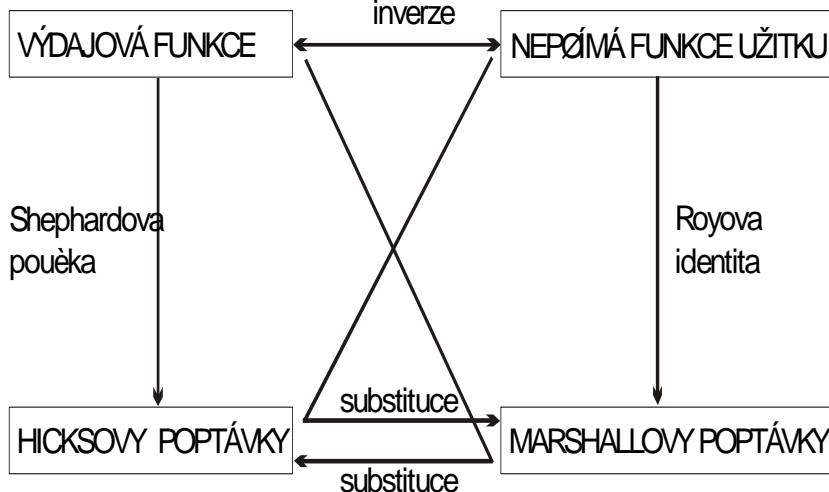 inverze
VÝDAJOVÁ FUNKCE
NEPØÍMÁ FUNKCE UŽITKU
Shephardova
pouèka
Royova
identita
substituce
HICKSOVY POPTÁVKY
MARSHALLOVY POPTÁVKY
substituce